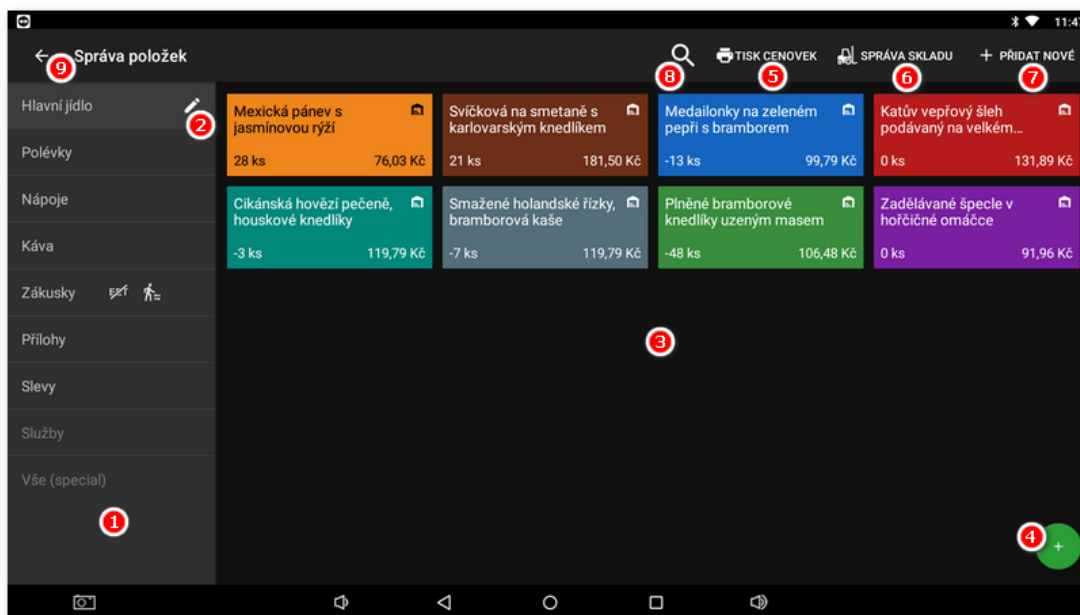 11:47
Správa položek
TISK CENOVEK
SPRÁVA SKLADU
+ PŘIDAT NOVÉ
9
8
5
6
7
Hlavní jídlo
2
Polévky
Nápoje
Káva
Zákusky EET
Přílohy
Slevy
Služby
Vše (special)
1
Mexická pánev s
jasmínovou rýží
28 ks 76,03 Kč
Svíčková na smetaně s
karlovarským knedlíkem
21 ks 181,50 Kč
Medailonky na zeleném
pepři s bramborem
-13 ks 99,79 Kč
Katův vepřový šleh
podávaný na velkém...
0 ks 131,89 Kč
Cikánská hovězí pečeně,
houskové knedlíky
-3 ks 119,79 Kč
Smažené holandské řízky,
bramborová kaše
-7 ks 119,79 Kč
Plněné bramborové
knedlíky uzeným masem
-48 ks 106,48 Kč
Zadělávané špecle v
hořčičné omáčce
0 ks 91,96 Kč
3
4
+